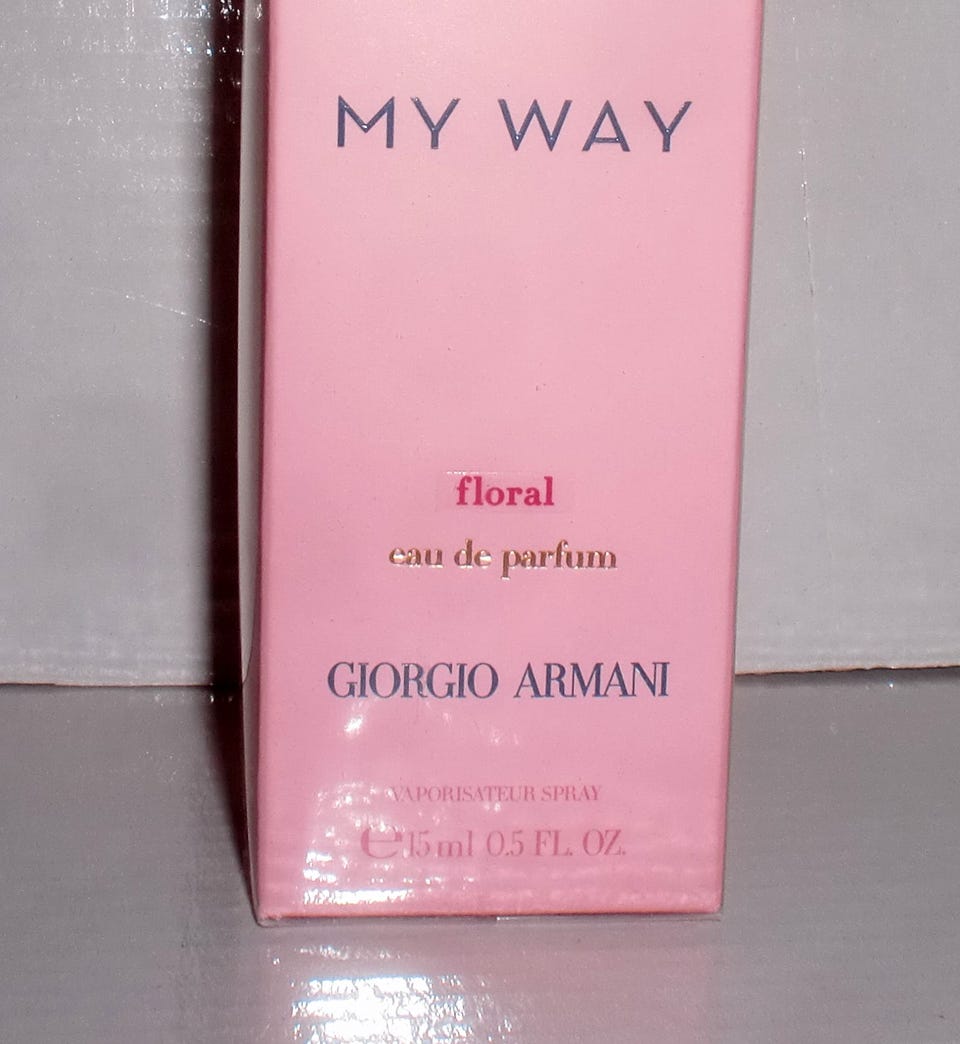 MY WAY
floral
eau de parfum
GIORGIO ARMANI
VAPORISATEUR SPRAY
℮ 15 ml 0.5 FL. OZ.